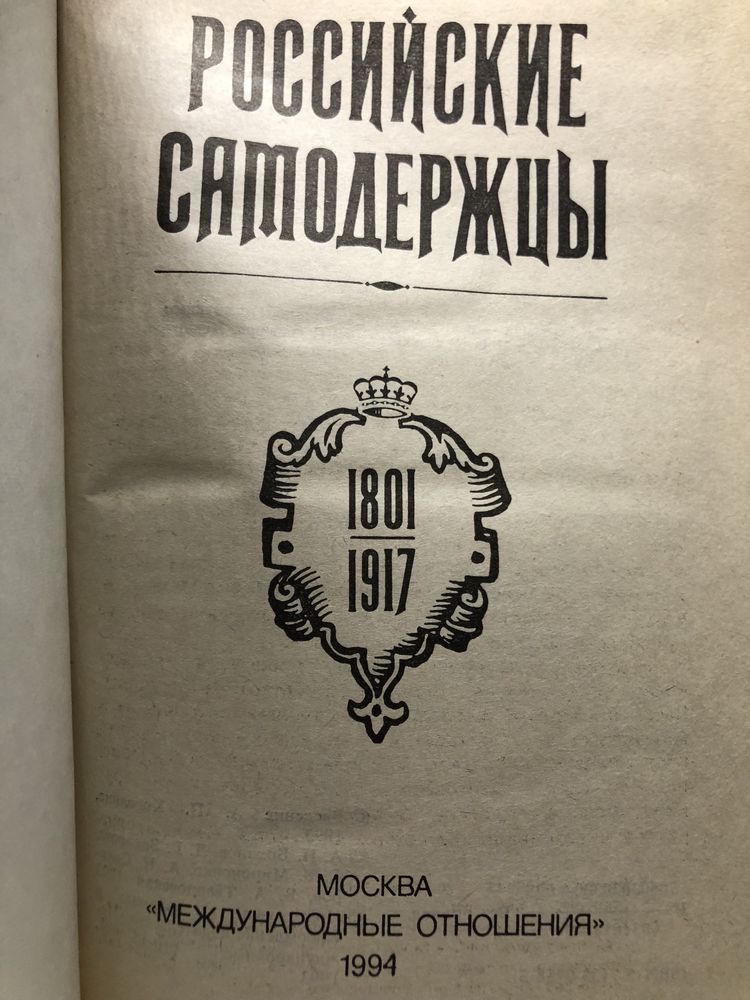 РОССИЙСКИЕ
САМОДЕРЖЦЫ
1801
1917
МОСКВА
«МЕЖДУНАРОДНЫЕ ОТНОШЕНИЯ»
1994